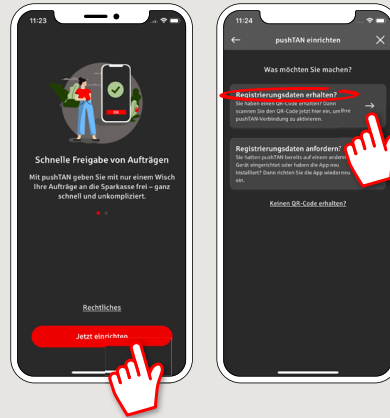 11:23
Schnelle Freigabe von Aufträgen
Mit pushTAN geben Sie mit nur einem Wisch
Ihre Aufträge an die Sparkasse frei – ganz
schnell und unkompliziert.
Rechtliches
Jetzt einrichten
11:24
pushTAN einrichten
Was möchten Sie machen?
Registrierungsdaten erhalten?
Sie haben einen QR-Code erhalten? Dann
scannen Sie den QR-Code jetzt hier ein, um Ihre
pushTAN-Verbindung zu aktivieren.
Registrierungsdaten anfordern?
Sie hatten pushTAN bereits auf einem anderen
Gerät eingerichtet oder haben die App neu
installiert? Dann richten Sie die App wieder neu
ein.
Keinen QR-Code erhalten?